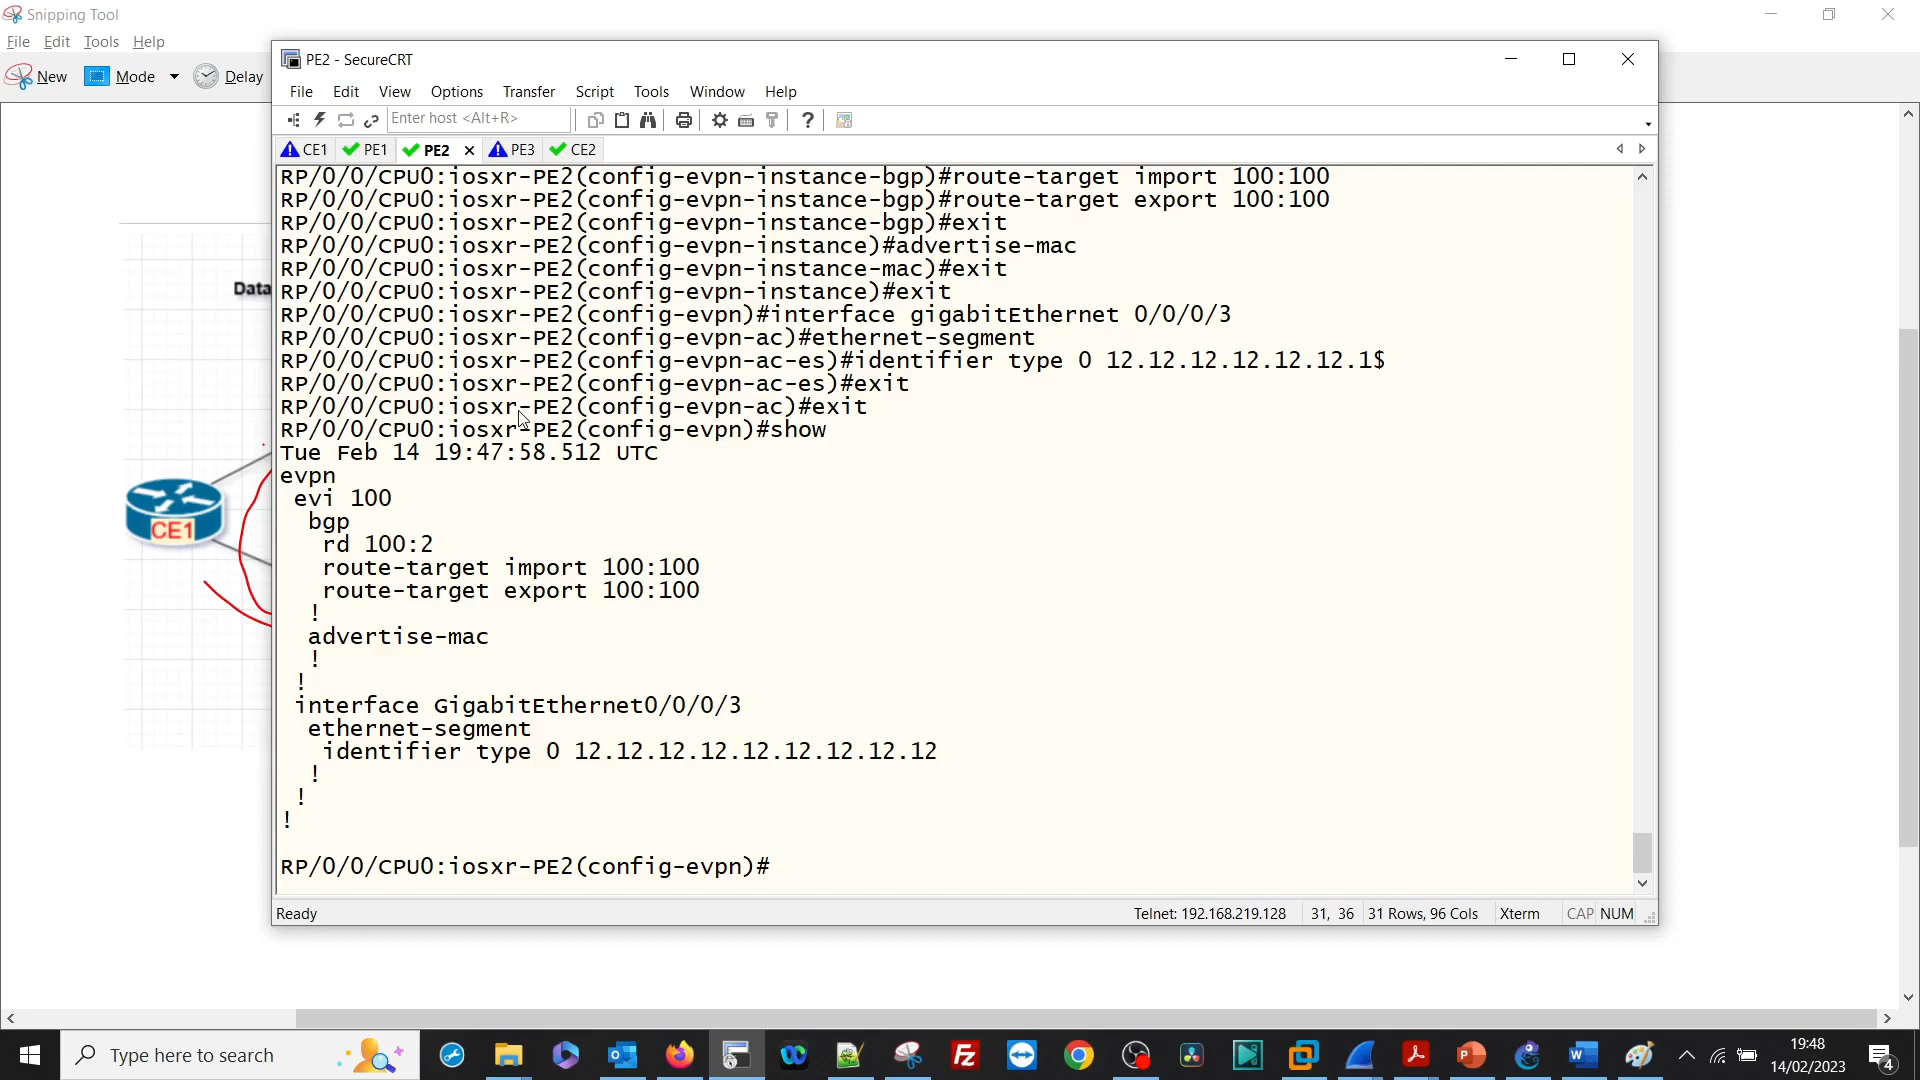 Snipping Tool
File Edit Tools Help
New Mode Delay
PE2 - SecureCRT
File Edit View Options Transfer Script Tools Window Help
Enter host <Alt+R>
CE1 PE1 PE2 PE3 CE2
RP/0/0/CPU0:iosxr-PE2(config-evpn-instance-bgp)#route-target import 100:100
RP/0/0/CPU0:iosxr-PE2(config-evpn-instance-bgp)#route-target export 100:100
RP/0/0/CPU0:iosxr-PE2(config-evpn-instance-bgp)#exit
RP/0/0/CPU0:iosxr-PE2(config-evpn-instance)#advertise-mac
RP/0/0/CPU0:iosxr-PE2(config-evpn-instance-mac)#exit
RP/0/0/CPU0:iosxr-PE2(config-evpn-instance)#exit
RP/0/0/CPU0:iosxr-PE2(config-evpn)#interface gigabitEthernet 0/0/0/3
RP/0/0/CPU0:iosxr-PE2(config-evpn-ac)#ethernet-segment
RP/0/0/CPU0:iosxr-PE2(config-evpn-ac-es)#identifier type 0 12.12.12.12.12.12.1$
RP/0/0/CPU0:iosxr-PE2(config-evpn-ac-es)#exit
RP/0/0/CPU0:iosxr-PE2(config-evpn-ac)#exit
RP/0/0/CPU0:iosxr-PE2(config-evpn)#show
Tue Feb 14 19:47:58.512 UTC
evpn
evi 100
bgp
rd 100:2
route-target import 100:100
route-target export 100:100
!
advertise-mac
!
!
interface GigabitEthernet0/0/0/3
ethernet-segment
identifier type 0 12.12.12.12.12.12.12.12.12
!
!
!
RP/0/0/CPU0:iosxr-PE2(config-evpn)#
Ready Telnet: 192.168.219.128 31, 36 31 Rows, 96 Cols Xterm CAP NUM
Data
CE1
Type here to search
19:48
14/02/2023
4